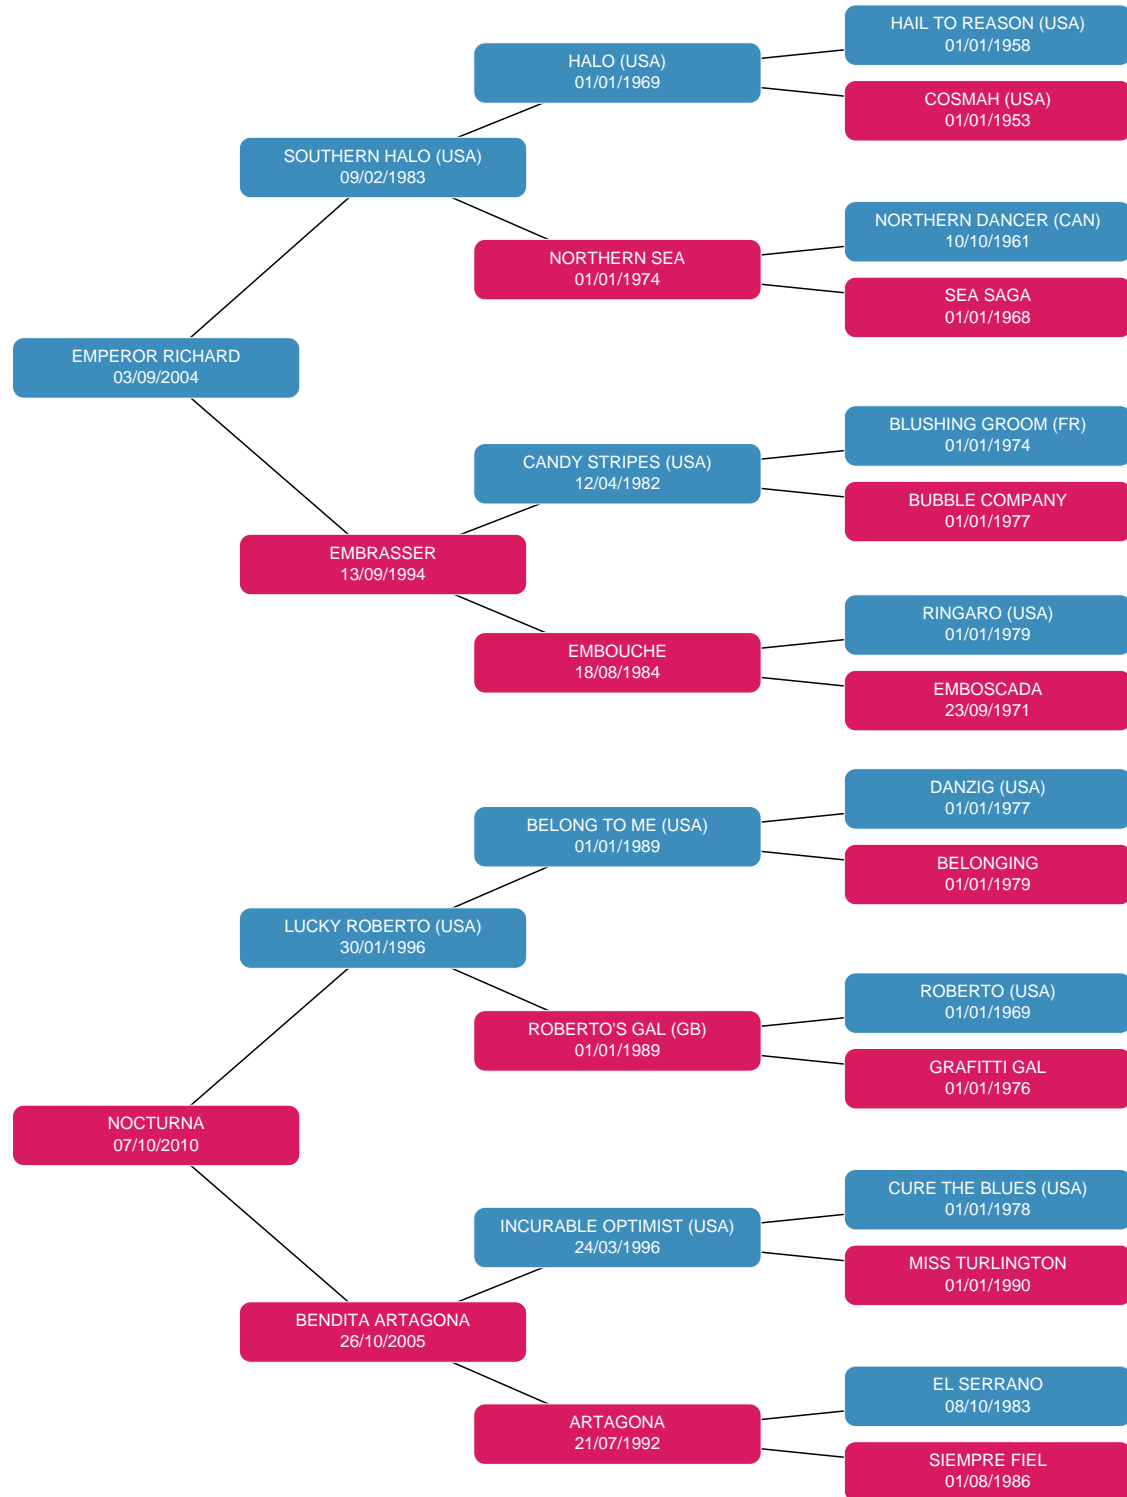 HAIL TO REASON (USA)
01/01/1958
HALO (USA)
01/01/1969
COSMAH (USA)
01/01/1953
SOUTHERN HALO (USA)
09/02/1983
NORTHERN DANCER (CAN)
10/10/1961
NORTHERN SEA
01/01/1974
SEA SAGA
01/01/1968
EMPEROR RICHARD
03/09/2004
BLUSHING GROOM (FR)
01/01/1974
CANDY STRIPES (USA)
12/04/1982
BUBBLE COMPANY
01/01/1977
EMBRASSER
13/09/1994
RINGARO (USA)
01/01/1979
EMBOUCHE
18/08/1984
EMBOSCADA
23/09/1971
DANZIG (USA)
01/01/1977
BELONG TO ME (USA)
01/01/1989
BELONGING
01/01/1979
LUCKY ROBERTO (USA)
30/01/1996
ROBERTO (USA)
01/01/1969
ROBERTO'S GAL (GB)
01/01/1989
GRAFITTI GAL
01/01/1976
NOCTURNA
07/10/2010
CURE THE BLUES (USA)
01/01/1978
INCURABLE OPTIMIST (USA)
24/03/1996
MISS TURLINGTON
01/01/1990
BENDITA ARTAGONA
26/10/2005
EL SERRANO
08/10/1983
ARTAGONA
21/07/1992
SIEMPRE FIEL
01/08/1986